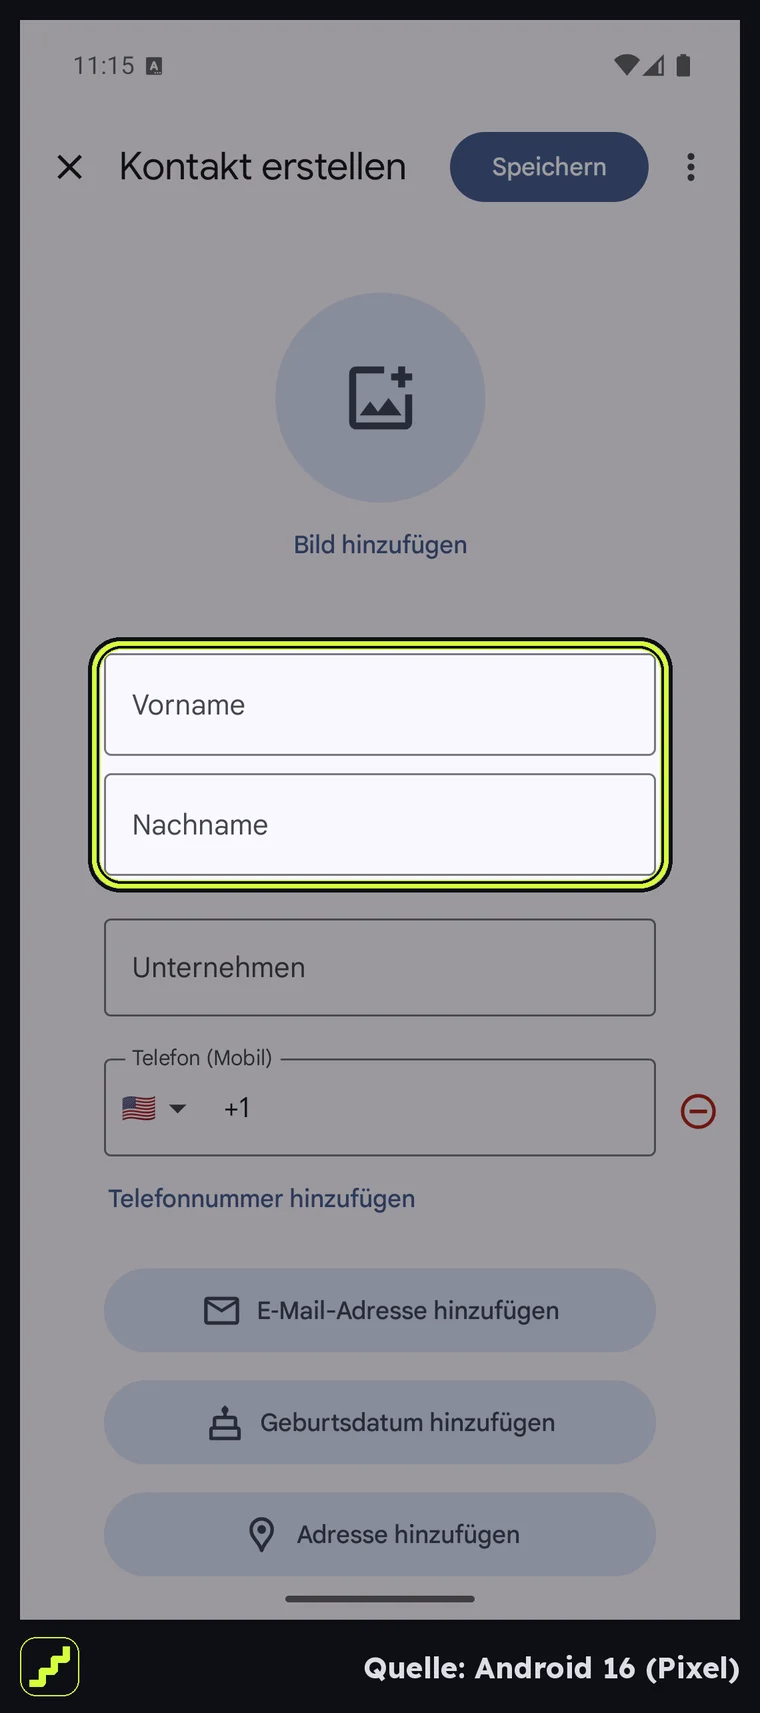 11:15
Kontakt erstellen
Speichern
Bild hinzufügen
Vorname
Nachname
Unternehmen
Telefon (Mobil)
+1
Telefonnummer hinzufügen
E-Mail-Adresse hinzufügen
Geburtsdatum hinzufügen
Adresse hinzufügen
Quelle: Android 16 (Pixel)